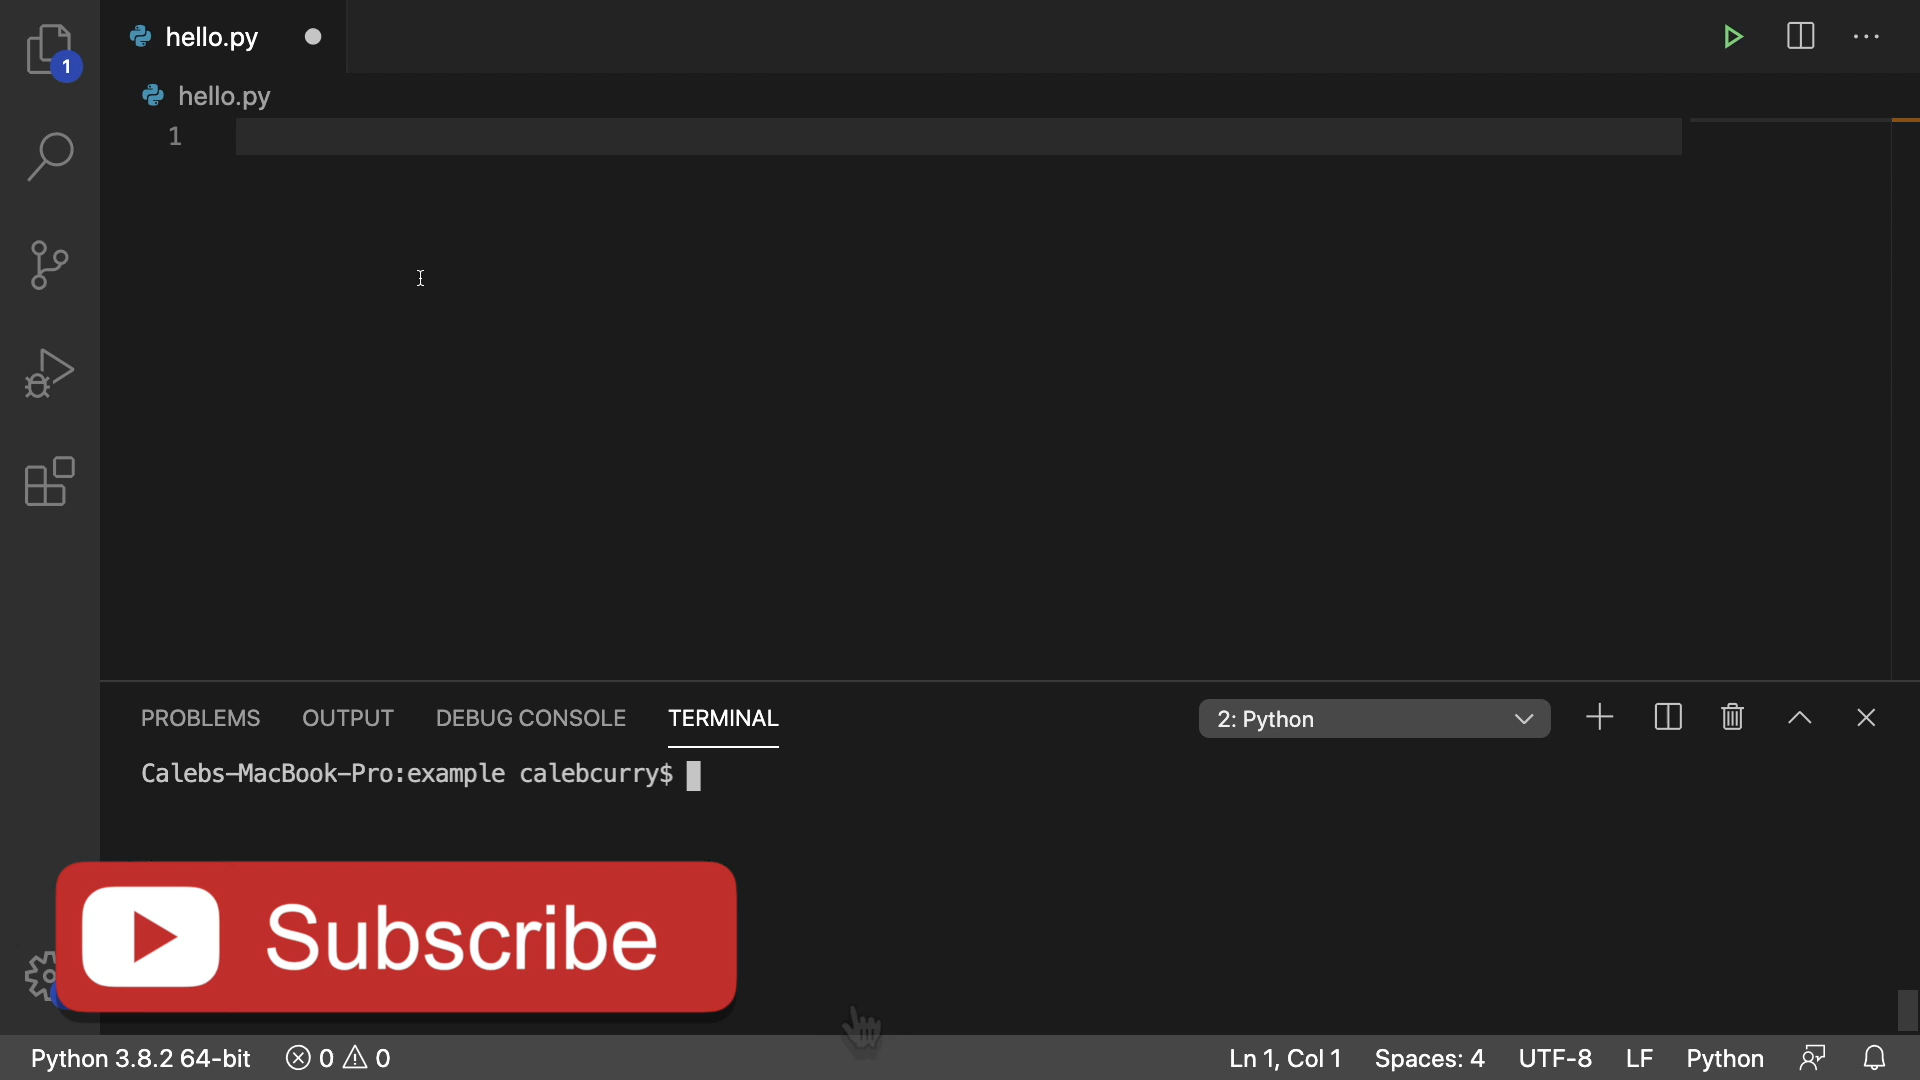 hello.py
1
hello.py
1
PROBLEMS OUTPUT DEBUG CONSOLE TERMINAL 2: Python
Calebs-MacBook-Pro:example calebcurry$
Subscribe
Python 3.8.2 64-bit 0 0 Ln 1, Col 1 Spaces: 4 UTF-8 LF Python